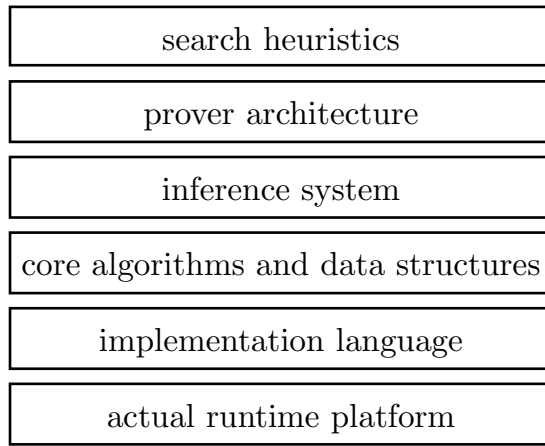 search heuristics
prover architecture
inference system
core algorithms and data structures
implementation language
actual runtime platform